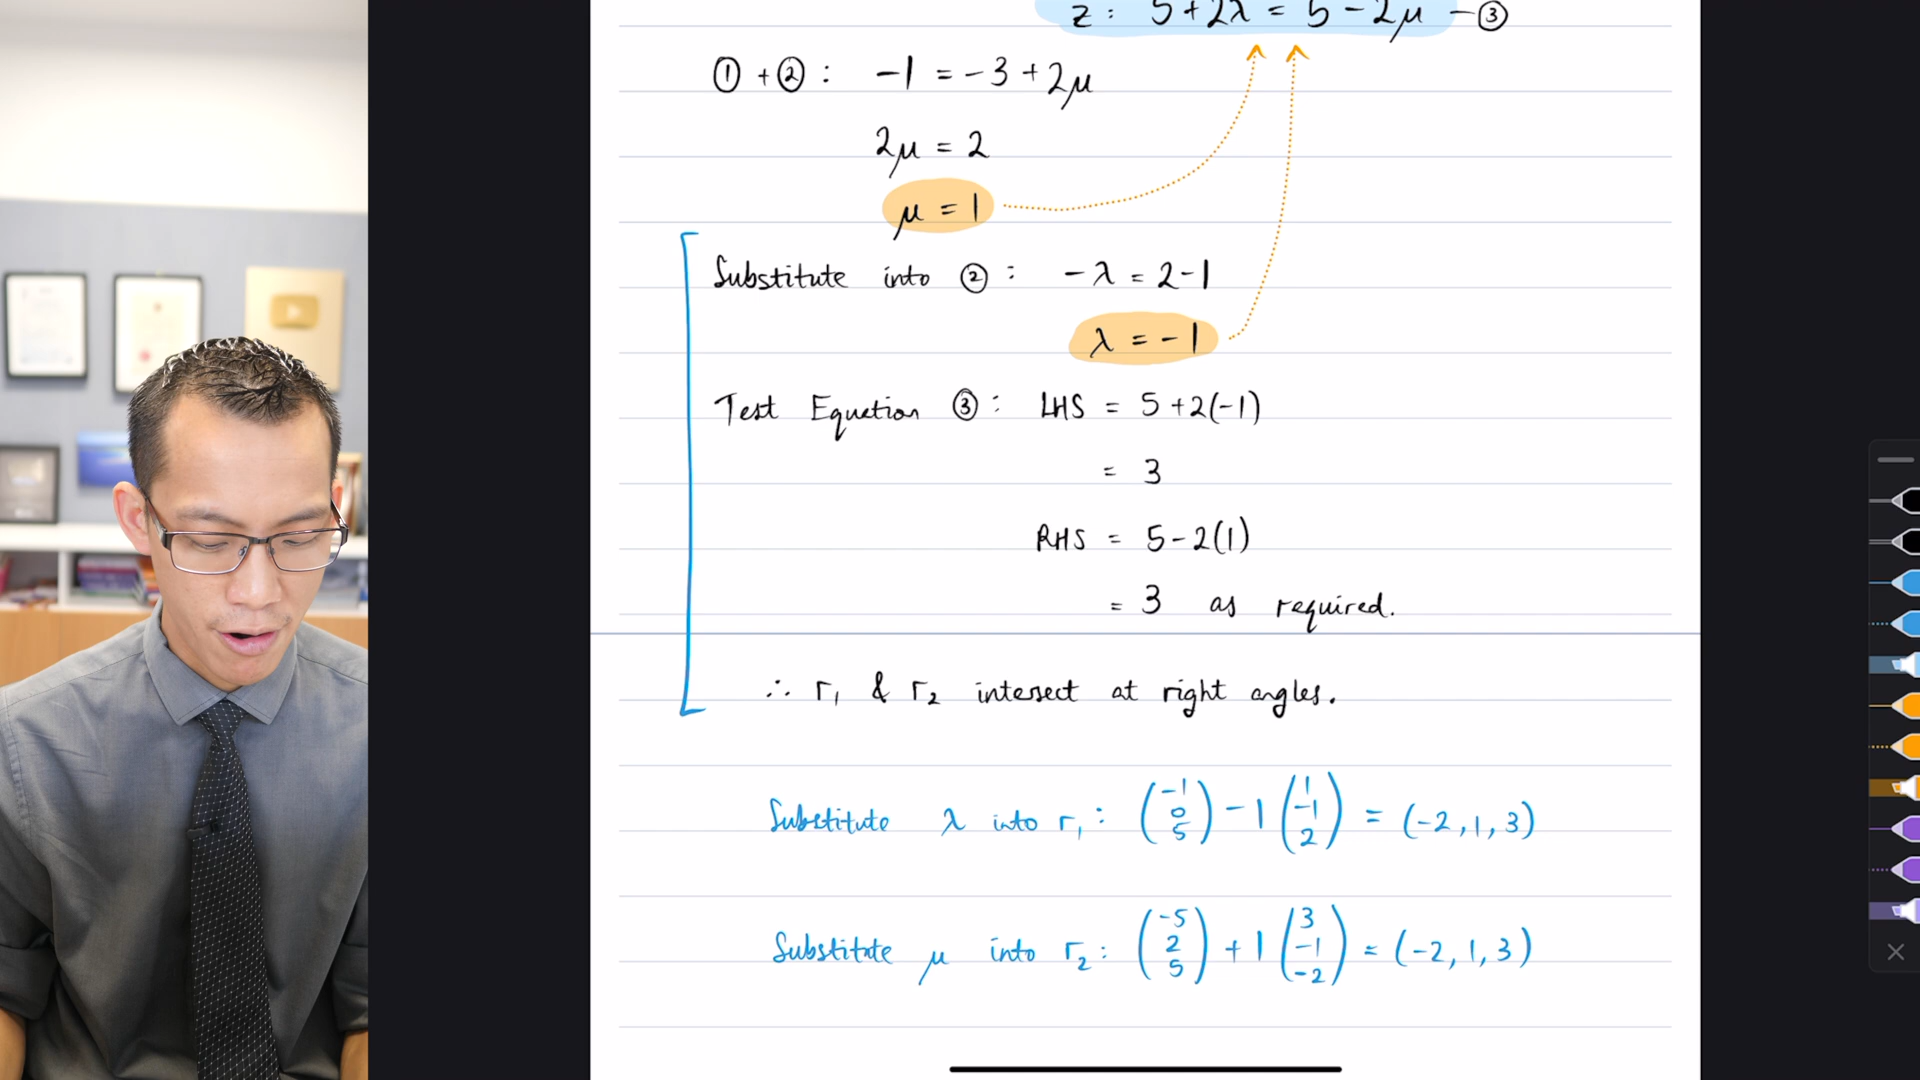 z: 5+2λ = 5-2μ -③
①+②: -1 = -3+2μ
2μ = 2
μ = 1
Substitute into ②: -λ = 2-1
λ = -1
Test Equation ③: LHS = 5+2(-1)
= 3
RHS = 5-2(1)
= 3 as required.
∴ r₁ & r₂ intersect at right angles.
Substitute λ into r₁: (-1 0 5) -1 (1 -1 2) = (-2, 1, 3)
Substitute μ into r₂: (-5 2 5) +1 (3 -1 -2) = (-2, 1, 3)